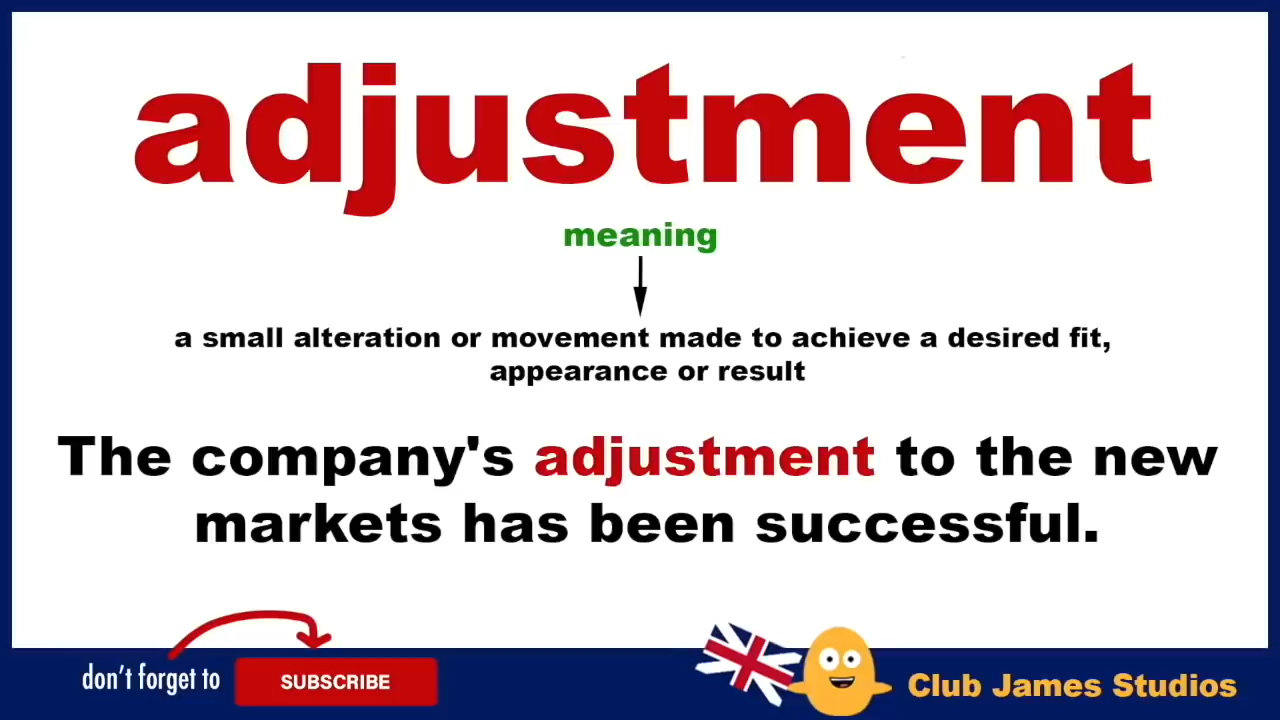 adjustment
meaning
a small alteration or movement made to achieve a desired fit,
appearance or result
The company's adjustment to the new
markets has been successful.
don't forget to
SUBSCRIBE
Club James Studios